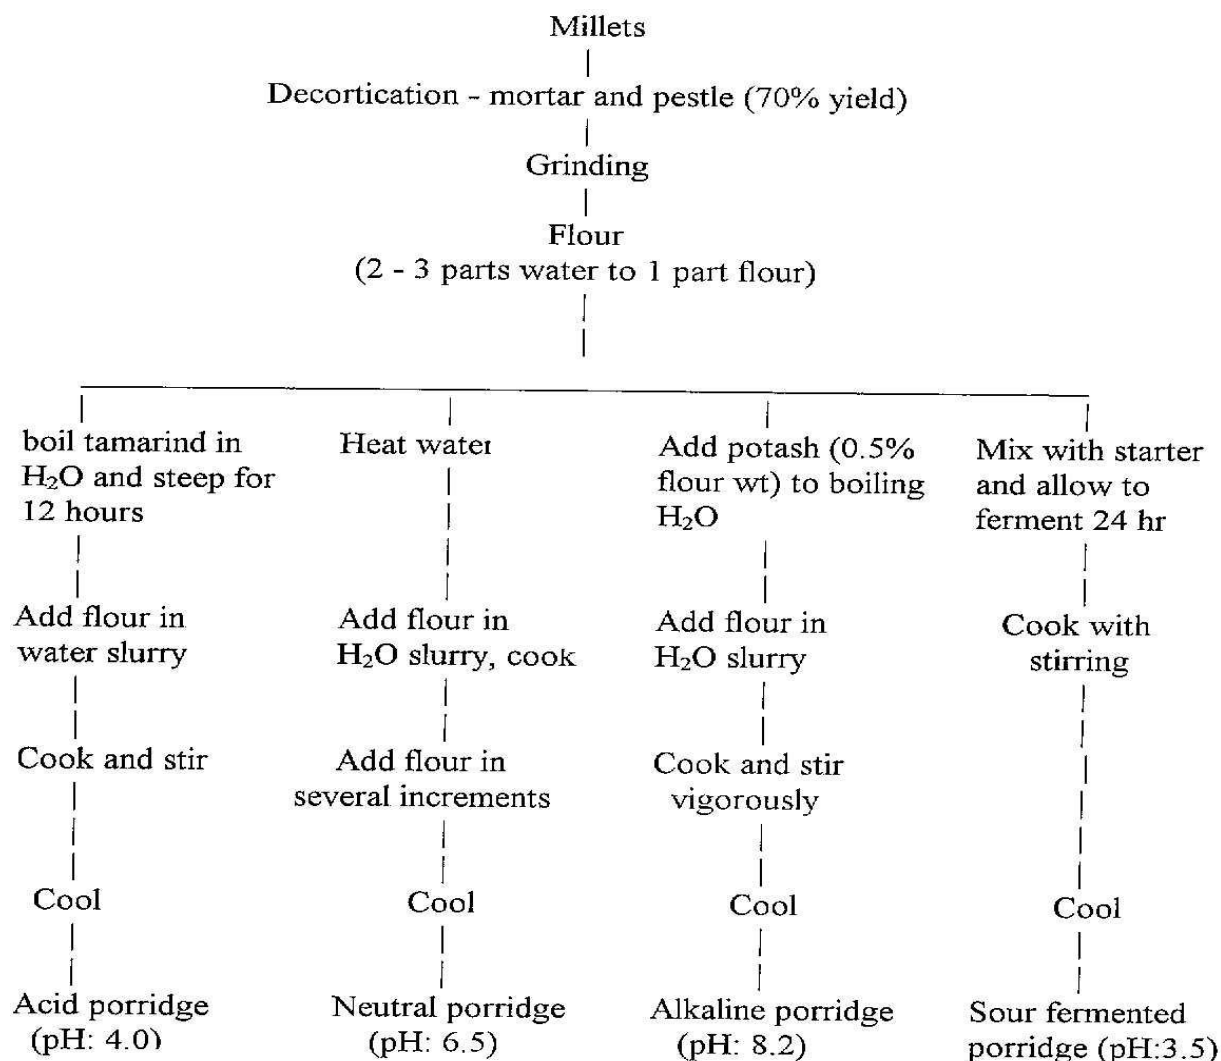 Millets
Decortication - mortar and pestle (70% yield)
Grinding
Flour
(2 - 3 parts water to 1 part flour)
boil tamarind in
H₂O and steep for
12 hours
Add flour in
water slurry
Cook and stir
Cool
Acid porridge
(pH: 4.0)
Heat water
Add flour in
H₂O slurry, cook
Add flour in
several increments
Cool
Neutral porridge
(pH: 6.5)
Add potash (0.5%
flour wt) to boiling
H₂O
Add flour in
H₂O slurry
Cook and stir
vigorously
Cool
Alkaline porridge
(pH: 8.2)
Mix with starter
and allow to
ferment 24 hr
Cook with
stirring
Cool
Sour fermented
porridge (pH:3.5)